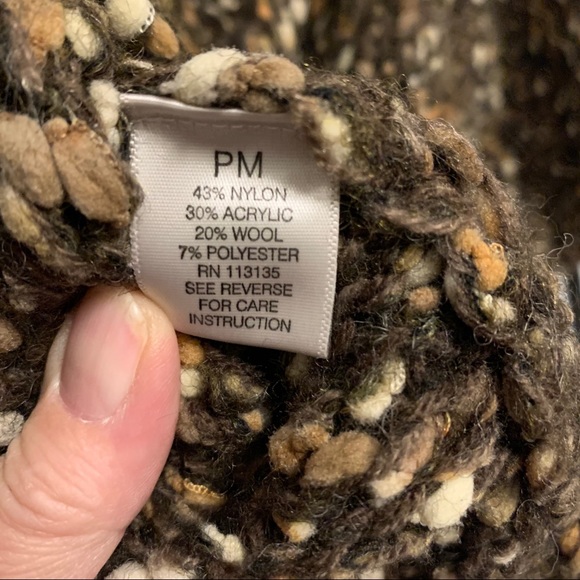 PM
43% NYLON
30% ACRYLIC
20% WOOL
7% POLYESTER
RN 113135
SEE REVERSE
FOR CARE
INSTRUCTION